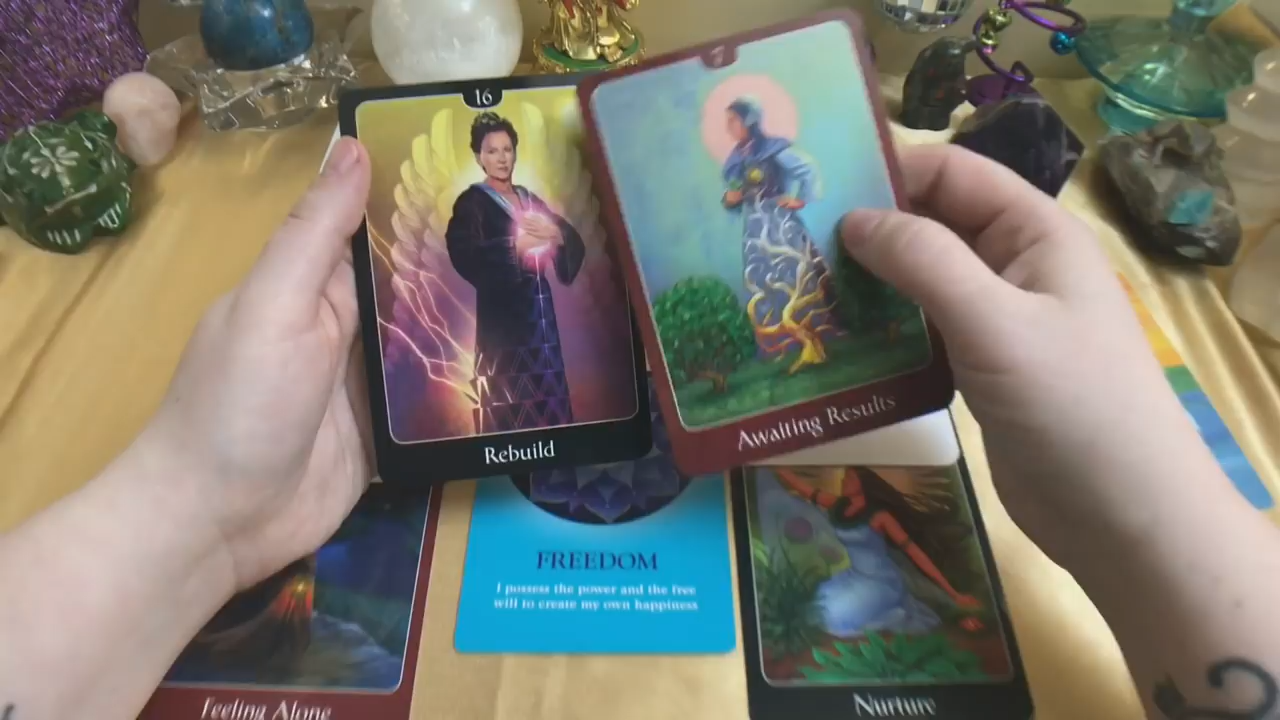 16
Rebuild
Awaiting Results
FREEDOM
I possess the power and the free
will to create my own happiness
Feeling Alone
Nurture